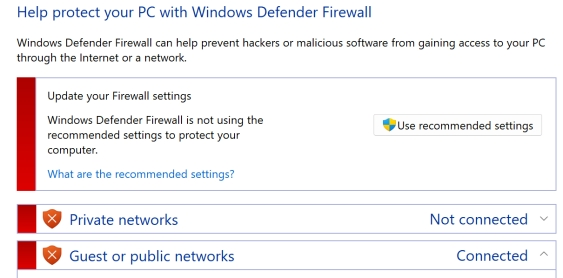 Help protect your PC with Windows Defender Firewall
Windows Defender Firewall can help prevent hackers or malicious software from gaining access to your PC
through the Internet or a network.
Update your Firewall settings
Windows Defender Firewall is not using the
recommended settings to protect your
computer.
Use recommended settings
What are the recommended settings?
Private networks Not connected
Guest or public networks Connected